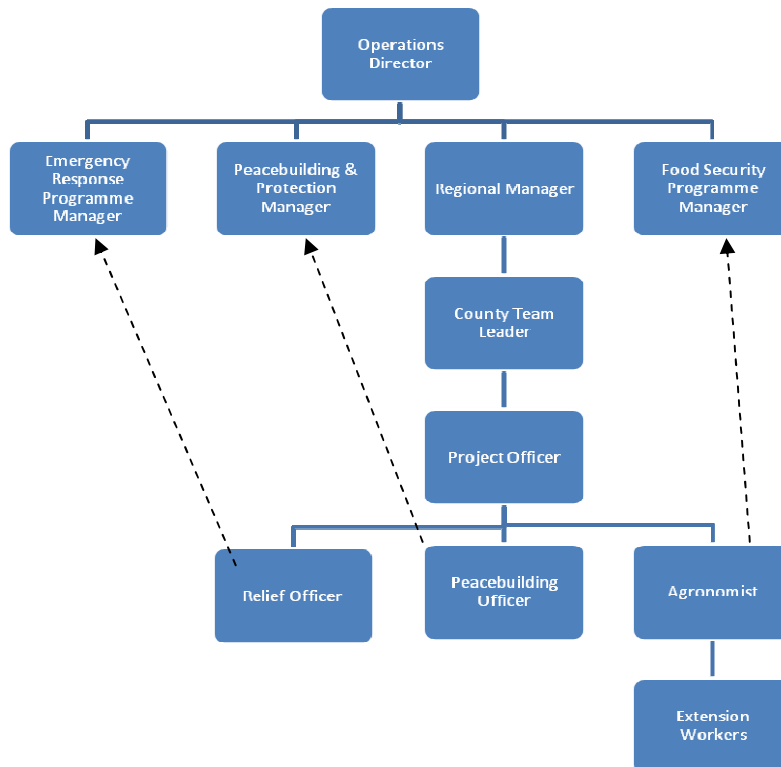 Operations
Director
Emergency
Response
Programme
Manager
Peacebuilding &
Protection
Manager
Regional Manager
Food Security
Programme
Manager
County Team
Leader
Project Officer
Relief Officer
Peacebuilding
Officer
Agronomist
Extension
Workers